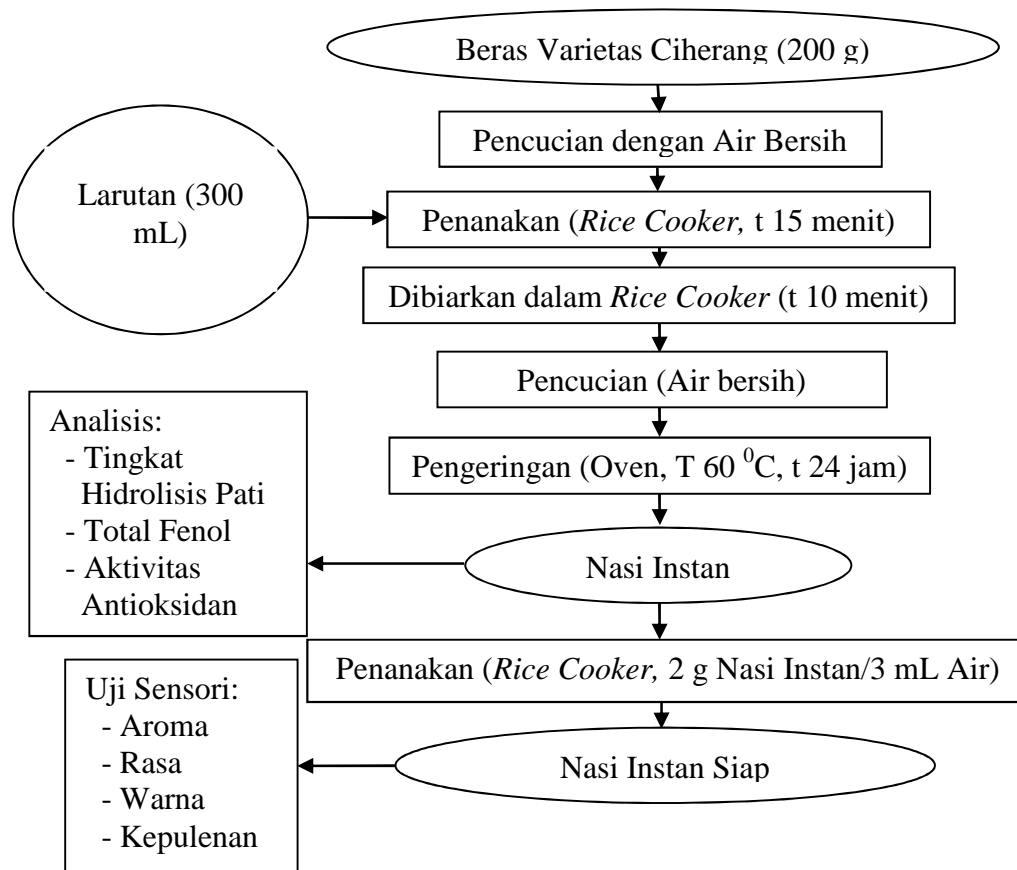 Beras Varietas Ciherang (200 g)
Pencucian dengan Air Bersih
Larutan (300
mL)
Penanakan (Rice Cooker, t 15 menit)
Dibiarkan dalam Rice Cooker (t 10 menit)
Pencucian (Air bersih)
Pengeringan (Oven, T 60 ⁰C, t 24 jam)
Analisis:
- Tingkat
Hidrolisis Pati
- Total Fenol
- Aktivitas
Antioksidan
Nasi Instan
Penanakan (Rice Cooker, 2 g Nasi Instan/3 mL Air)
Uji Sensori:
- Aroma
- Rasa
- Warna
- Kepulenan
Nasi Instan Siap